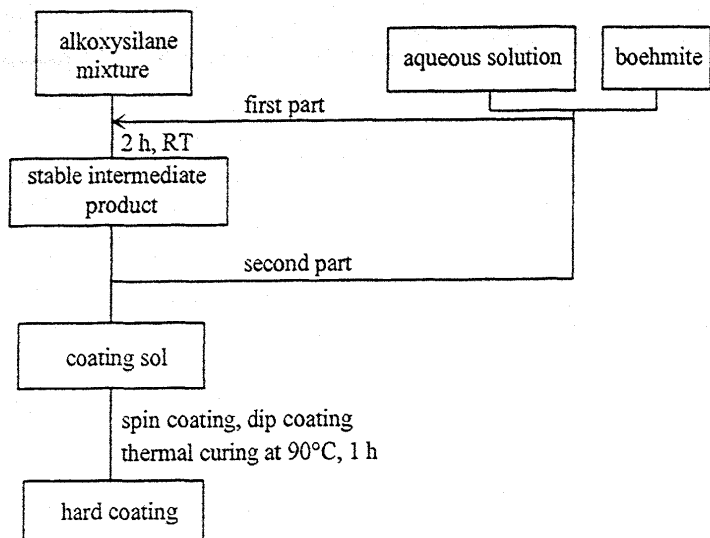 alkoxysilane
mixture
aqueous solution
boehmite
first part
2 h, RT
stable intermediate
product
second part
coating sol
spin coating, dip coating
thermal curing at 90°C, 1 h
hard coating